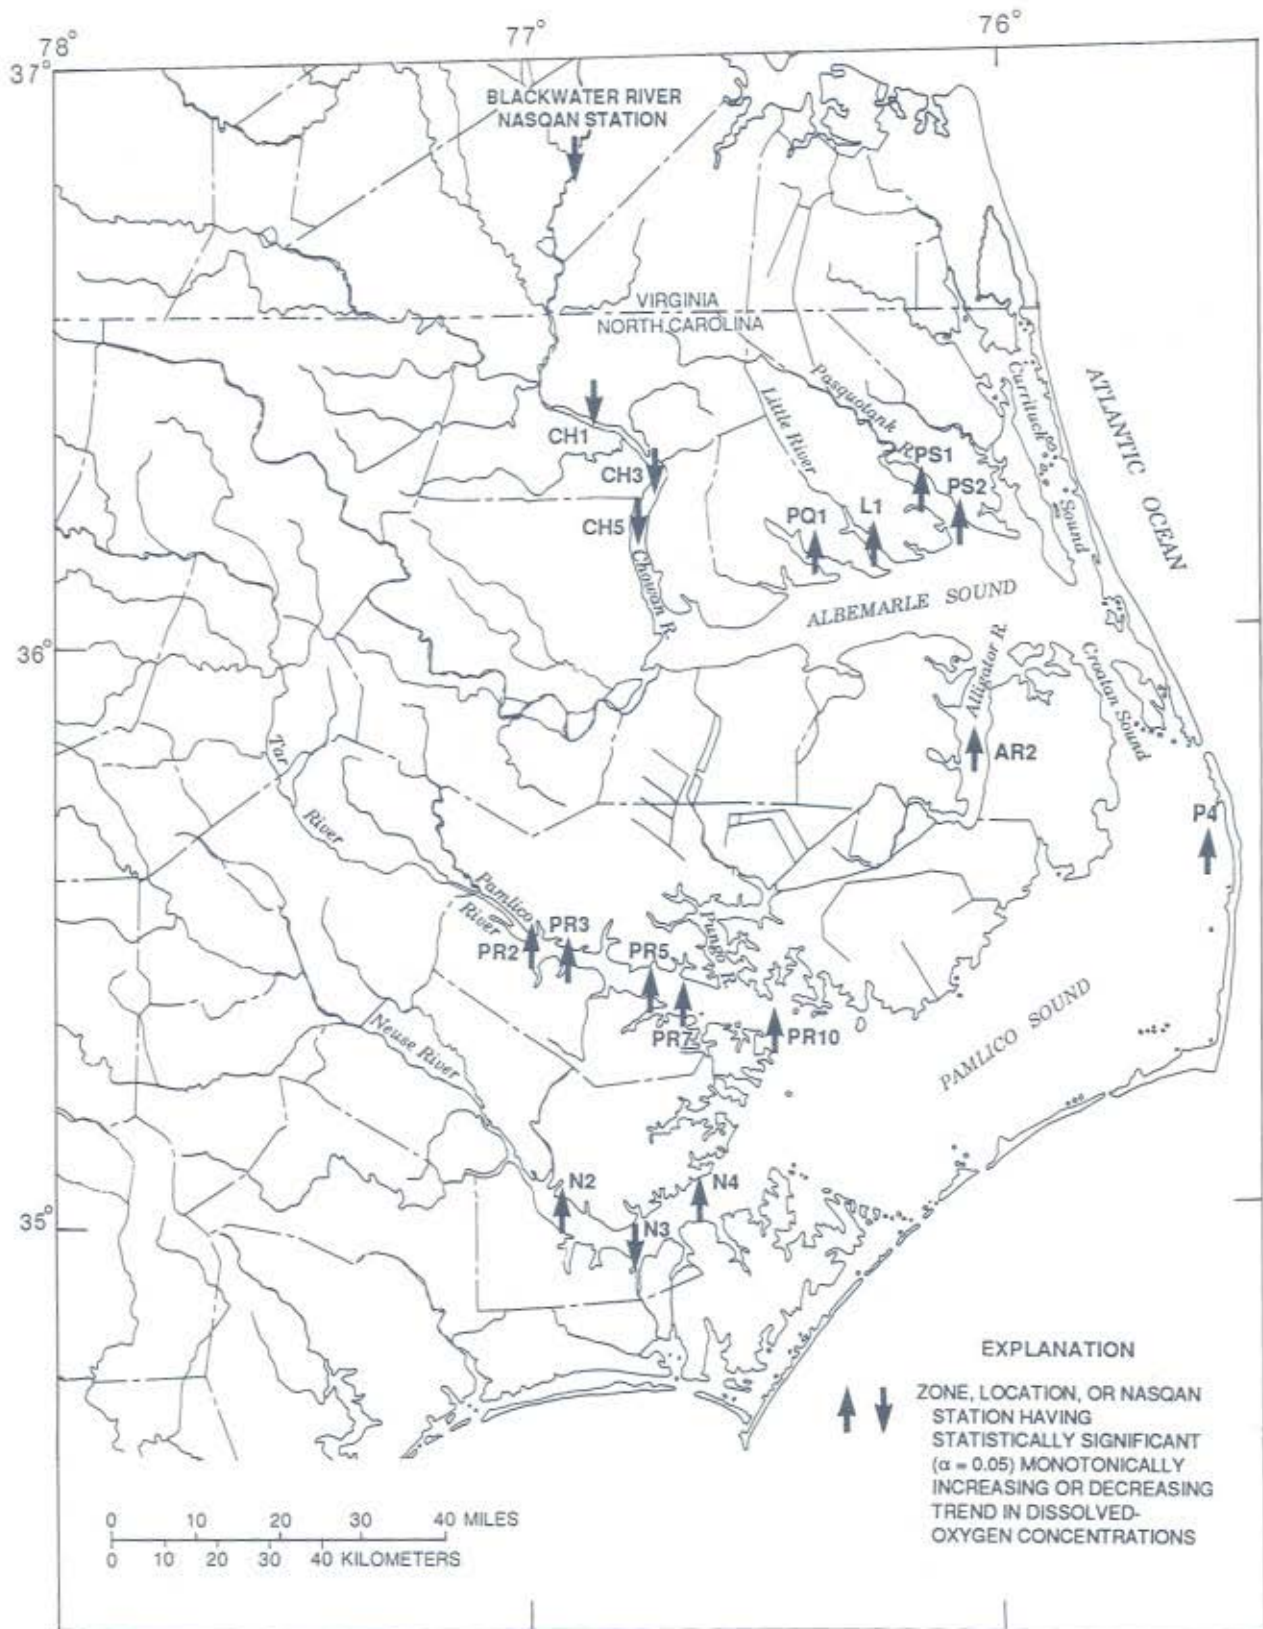 78°
77°
76°
37°
BLACKWATER RIVER
NASQAN STATION
VIRGINIA
NORTH CAROLINA
ATLANTIC OCEAN
Currituck Sound
Pasquotank R.
Little River
CH1
CH3
CH5
Chowan R.
PS1
PS2
L1
PQ1
ALBEMARLE SOUND
36°
Alligator R.
Croatan Sound
AR2
P4
Tar River
Pamlico River
PR2
PR3
PR5
Pungo R.
PR7
PR10
PAMLICO SOUND
Neuse River
N2
N4
N3
35°
EXPLANATION
ZONE, LOCATION, OR NASQAN
STATION HAVING
STATISTICALLY SIGNIFICANT
(α = 0.05) MONOTONICALLY
INCREASING OR DECREASING
TREND IN DISSOLVED-
OXYGEN CONCENTRATIONS
0 10 20 30 40 MILES
0 10 20 30 40 KILOMETERS